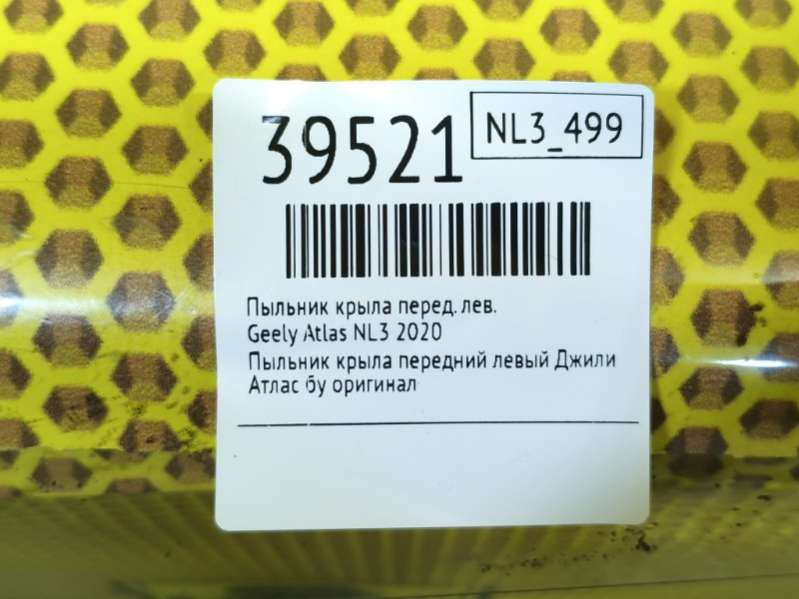 39521
NL3_499
Пыльник крыла перед. лев.
Geely Atlas NL3 2020
Пыльник крыла передний левый Джили
Атлас бу оригинал